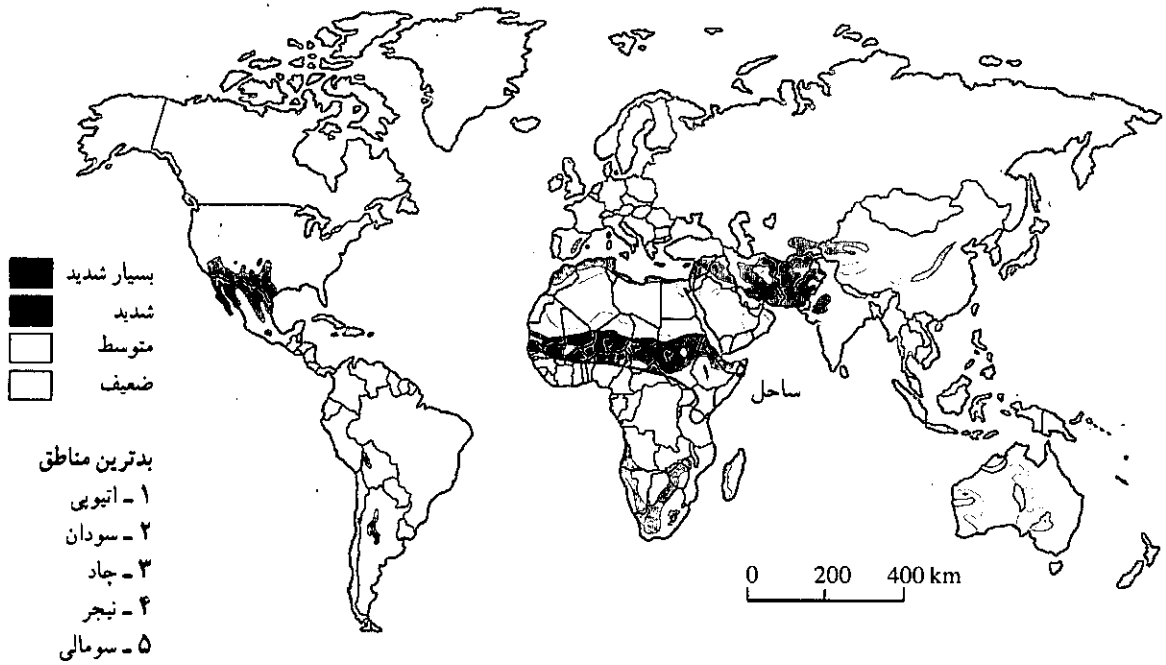 بسیار شدید
شدید
متوسط
ضعیف
بدترین مناطق
۱ - اتیوپی
۲ - سودان
۳ - چاد
۴ - نیجر
۵ - سومالی
ساحل
0 200 400 km